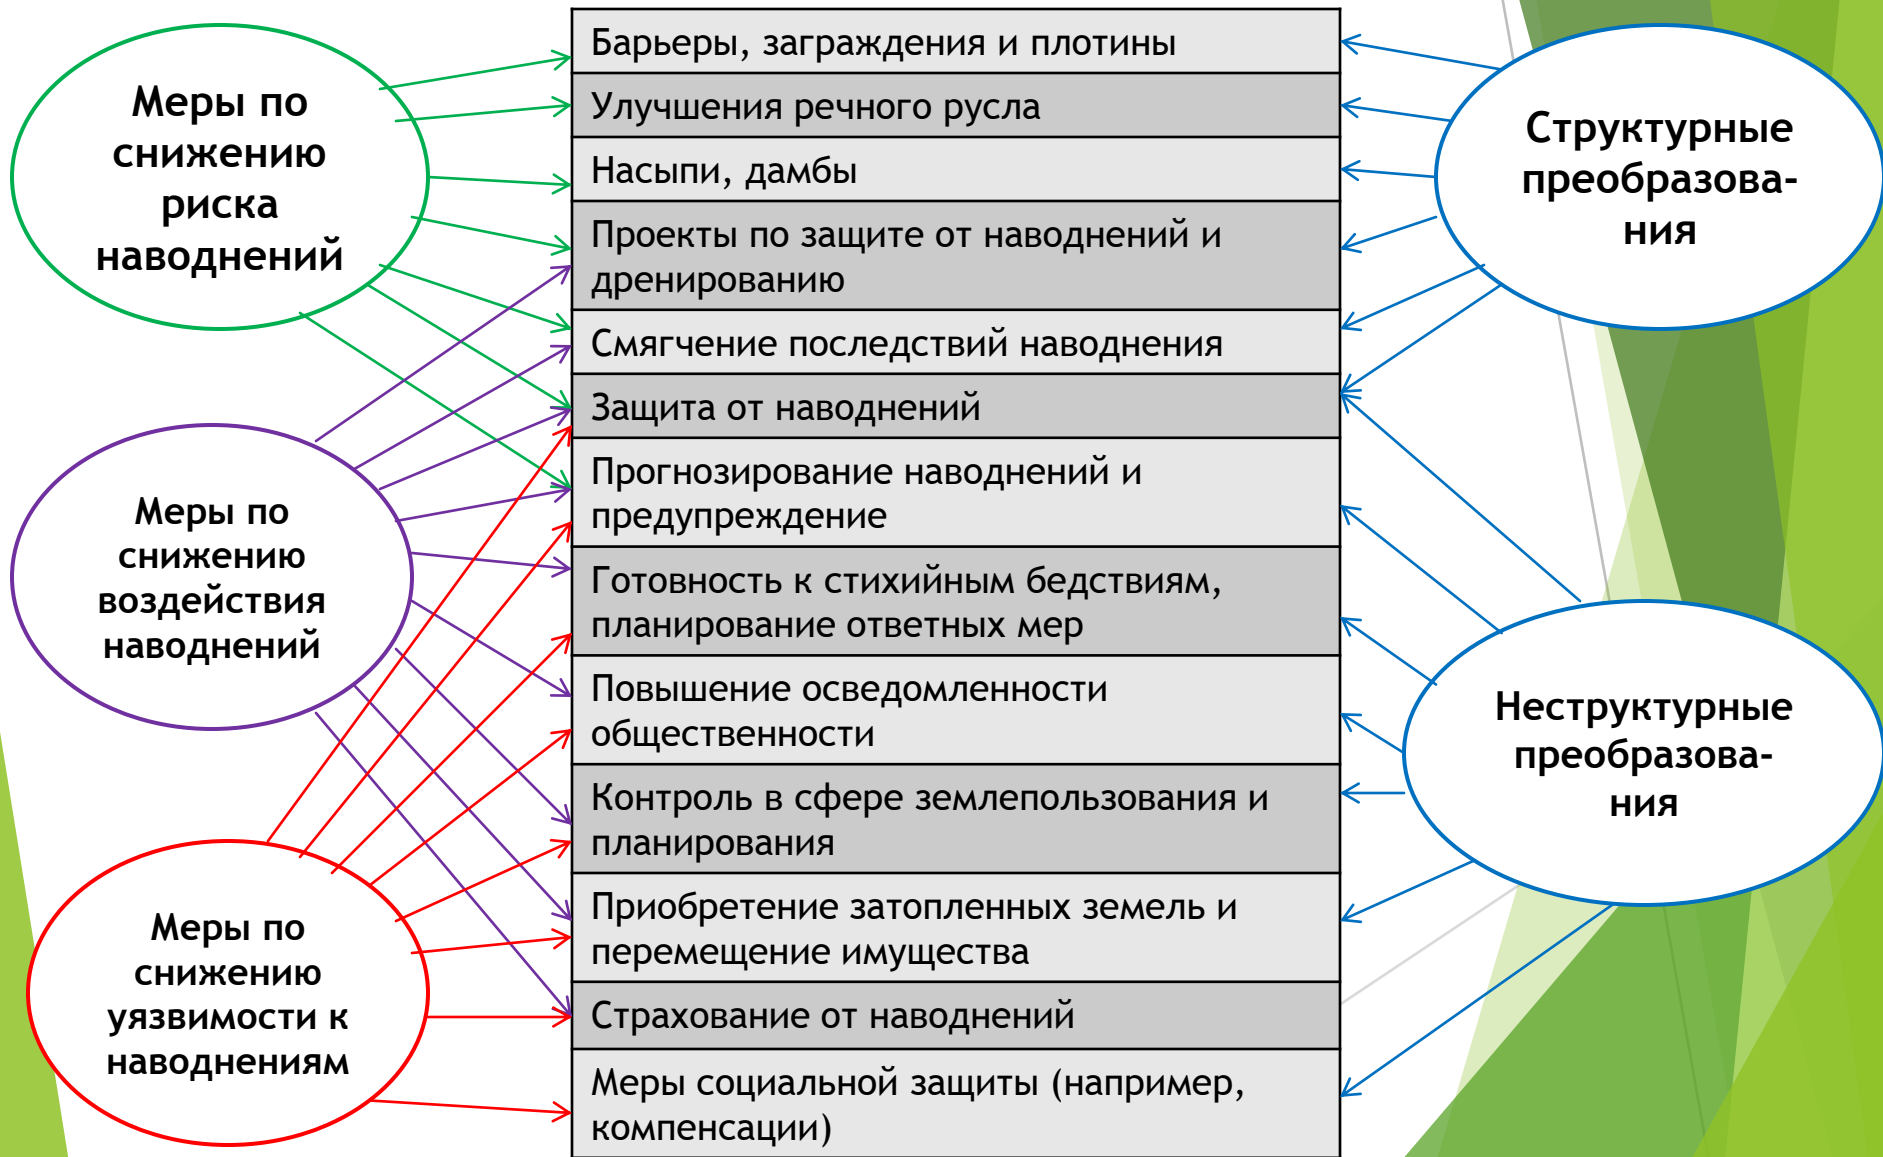 Меры по
снижению
риска
наводнений
Меры по
снижению
воздействия
наводнений
Меры по
снижению
уязвимости к
наводнениям
Барьеры, заграждения и плотины
Улучшения речного русла
Насыпи, дамбы
Проекты по защите от наводнений и
дренированию
Смягчение последствий наводнения
Защита от наводнений
Прогнозирование наводнений и
предупреждение
Готовность к стихийным бедствиям,
планирование ответных мер
Повышение осведомленности
общественности
Контроль в сфере землепользования и
планирования
Приобретение затопленных земель и
перемещение имущества
Страхование от наводнений
Меры социальной защиты (например,
компенсации)
Структурные
преобразова-
ния
Неструктурные
преобразова-
ния